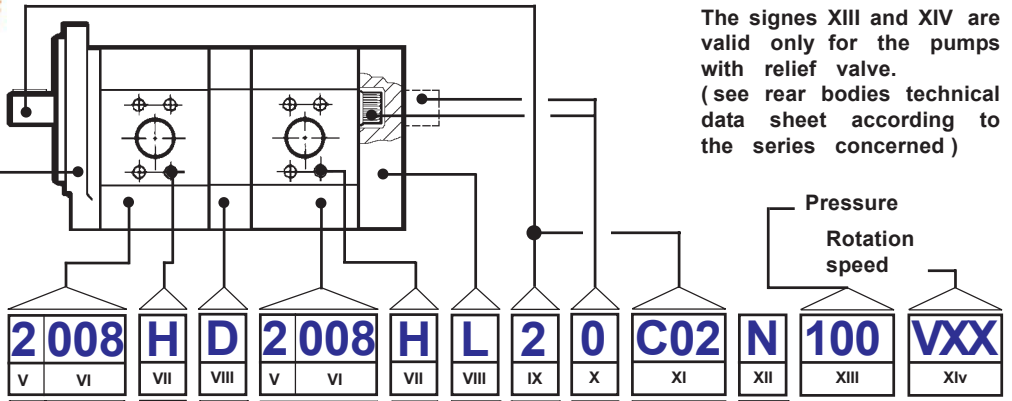 The signes XIII and XIV are
valid only for the pumps
with relief valve.
( see rear bodies technical
data sheet according to
the series concerned )
Pressure
Rotation
speed
2 008 H D 2 008 H L 2 0 C02 N 100 VXX
V VI VII VIII V VI VII VIII IX X XI XII XIII XIv